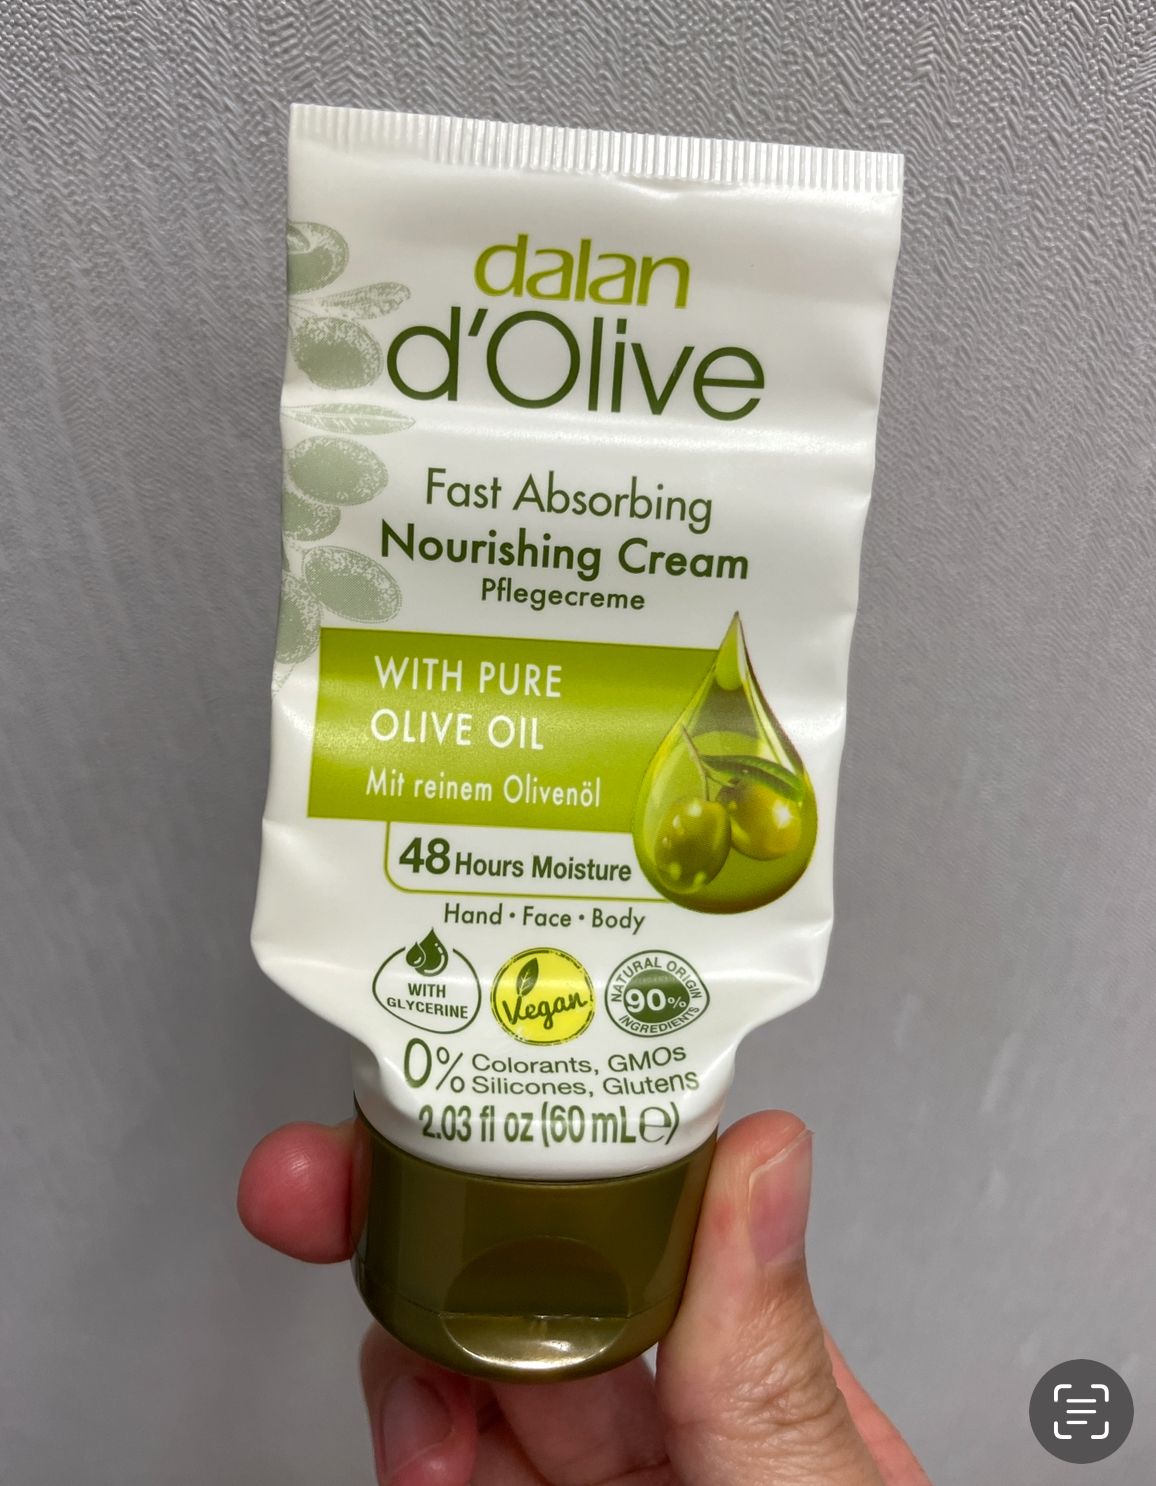 dalan
d'Olive
Fast Absorbing
Nourishing Cream
Pflegecreme
WITH PURE
OLIVE OIL
Mit reinem Olivenöl
48 Hours Moisture
Hand · Face · Body
WITH
GLYCERINE
Vegan
NATURAL ORIGIN
90%
INGREDIENTS
0% Colorants, GMOs
Silicones, Glutens
2.03 fl oz (60 mL ℮)